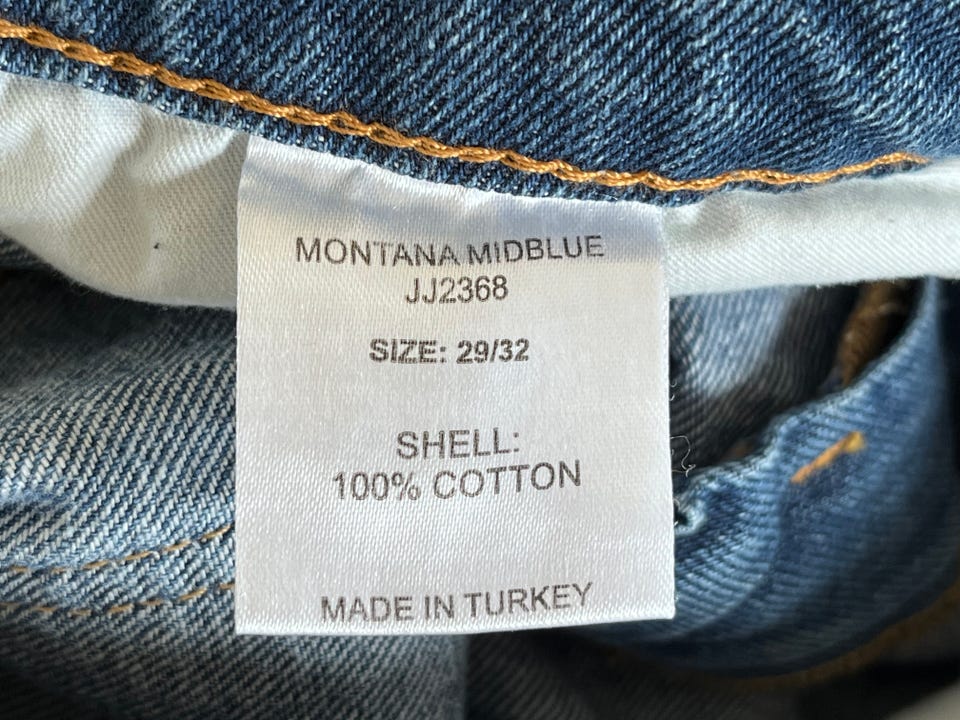 MONTANA MIDBLUE
JJ2368
SIZE: 29/32
SHELL:
100% COTTON
MADE IN TURKEY